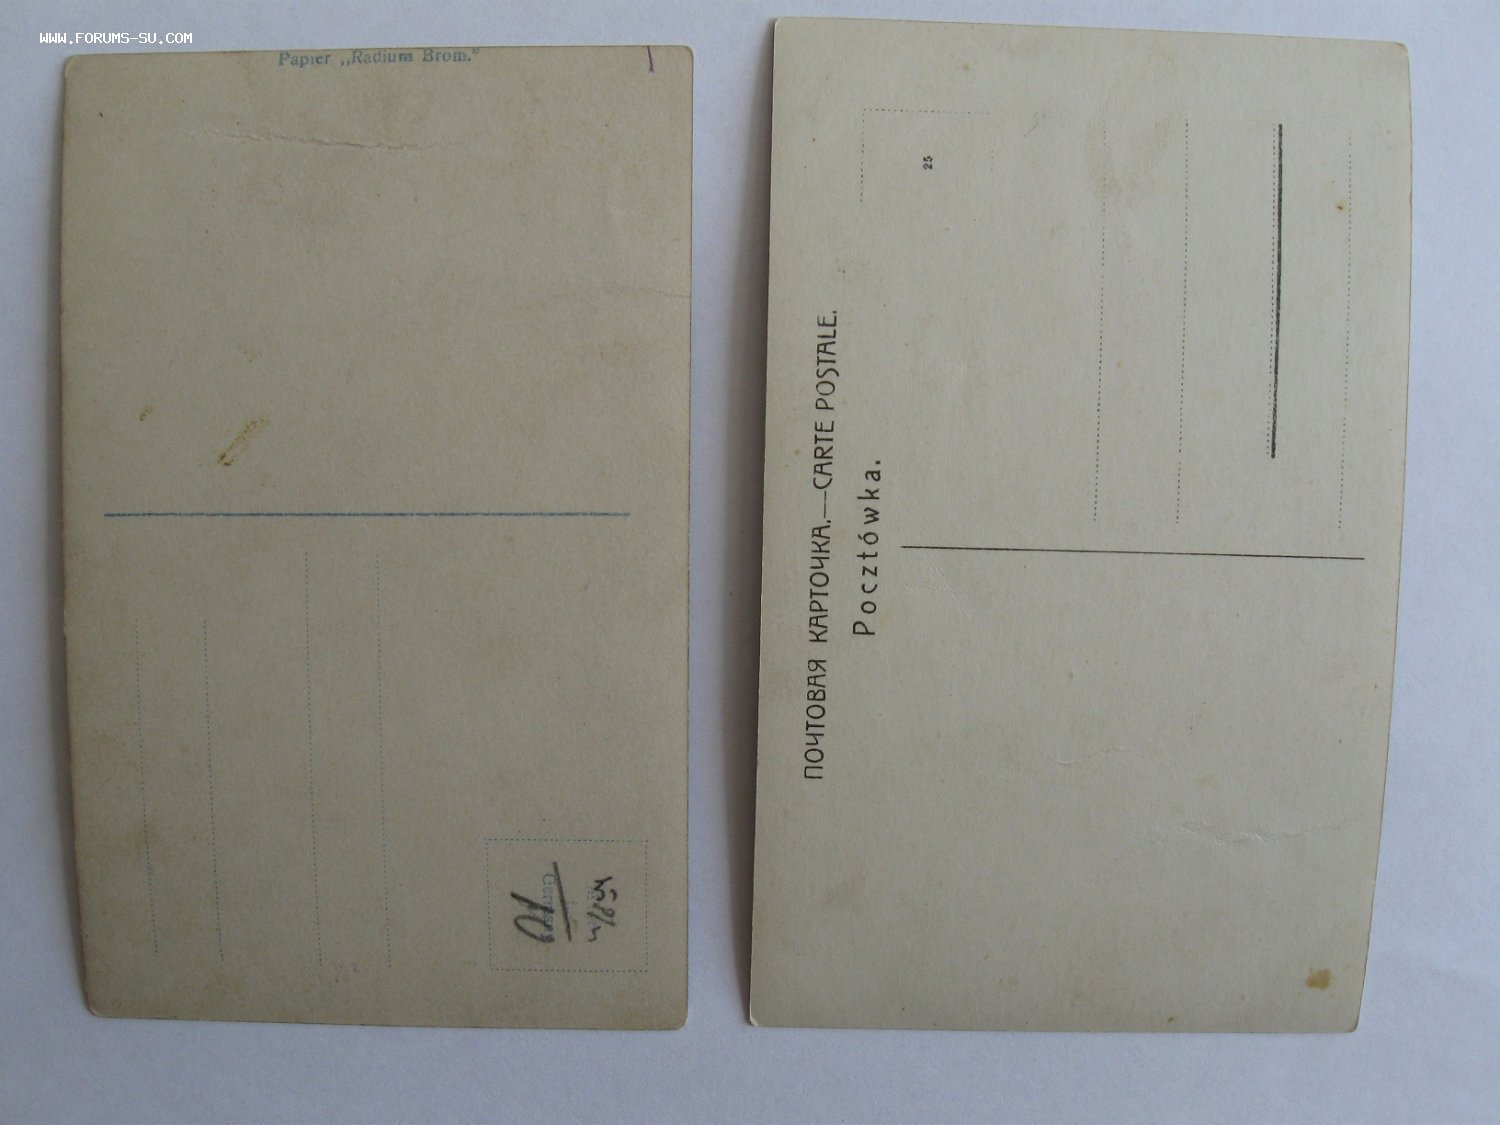 WWW.FORUMS-SU.COM
Papier „Radium Brom."
25
ПОЧТОВАЯ КАРТОЧКА.—CARTE POSTALE.
Pocztówka.